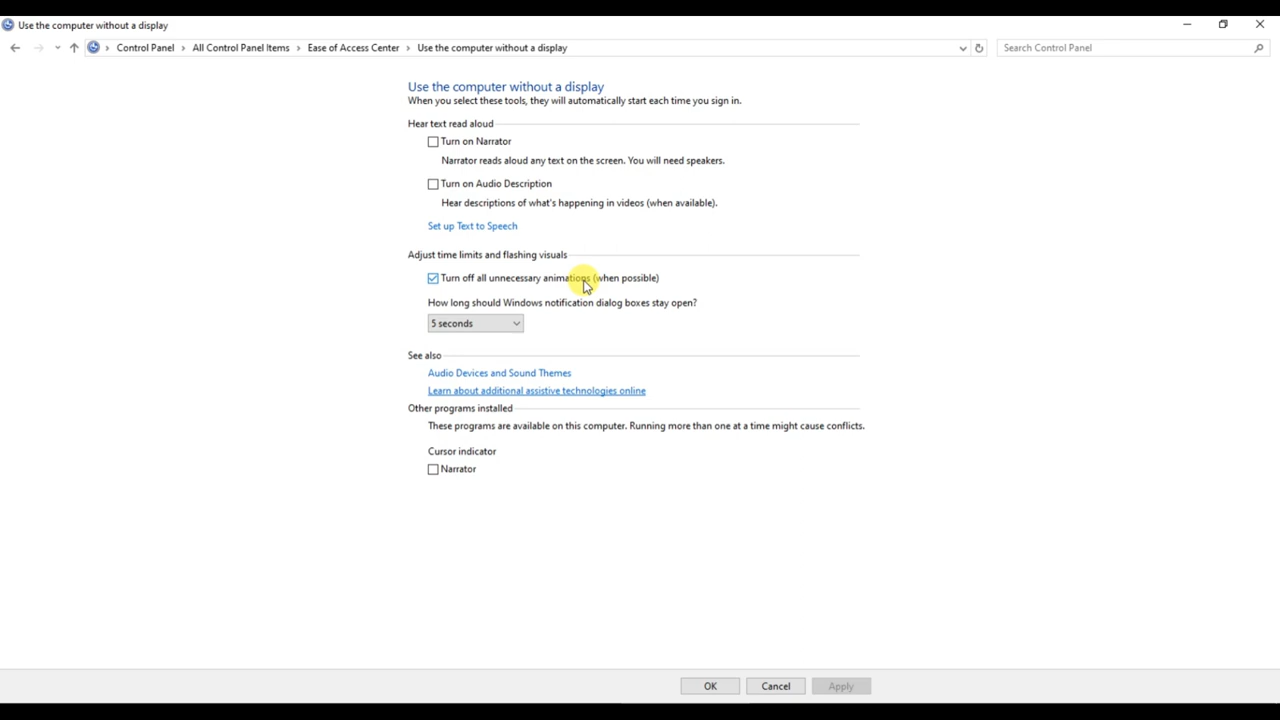 Use the computer without a display
Control Panel › All Control Panel Items › Ease of Access Center › Use the computer without a display
Search Control Panel
Use the computer without a display
When you select these tools, they will automatically start each time you sign in.
Hear text read aloud
Turn on Narrator
Narrator reads aloud any text on the screen. You will need speakers.
Turn on Audio Description
Hear descriptions of what's happening in videos (when available).
Set up Text to Speech
Adjust time limits and flashing visuals
Turn off all unnecessary animations (when possible)
How long should Windows notification dialog boxes stay open?
5 seconds
See also
Audio Devices and Sound Themes
Learn about additional assistive technologies online
Other programs installed
These programs are available on this computer. Running more than one at a time might cause conflicts.
Cursor indicator
Narrator
OK
Cancel
Apply